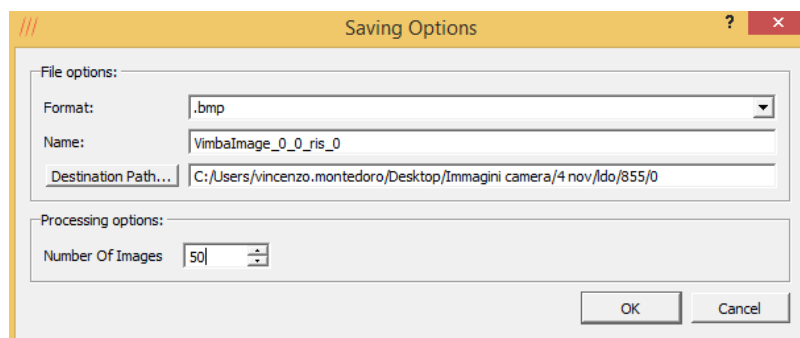 Saving Options
?
File options:
Format:
.bmp
Name:
VimbaImage_0_0_ris_0
Destination Path...
C:/Users/vincenzo.montedoro/Desktop/Immagini camera/4 nov/ldo/855/0
Processing options:
Number Of Images
50
OK
Cancel